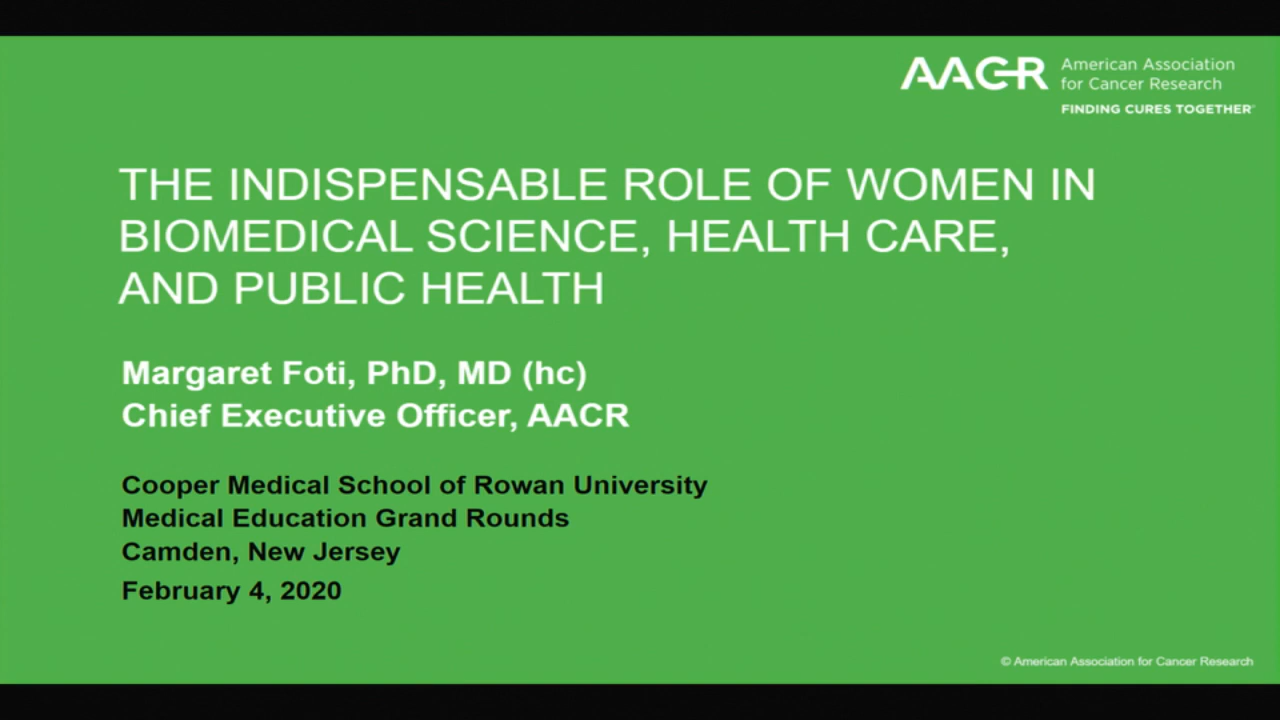 AACR American Association
for Cancer Research
FINDING CURES TOGETHER®
THE INDISPENSABLE ROLE OF WOMEN IN
BIOMEDICAL SCIENCE, HEALTH CARE,
AND PUBLIC HEALTH
Margaret Foti, PhD, MD (hc)
Chief Executive Officer, AACR
Cooper Medical School of Rowan University
Medical Education Grand Rounds
Camden, New Jersey
February 4, 2020
© American Association for Cancer Research